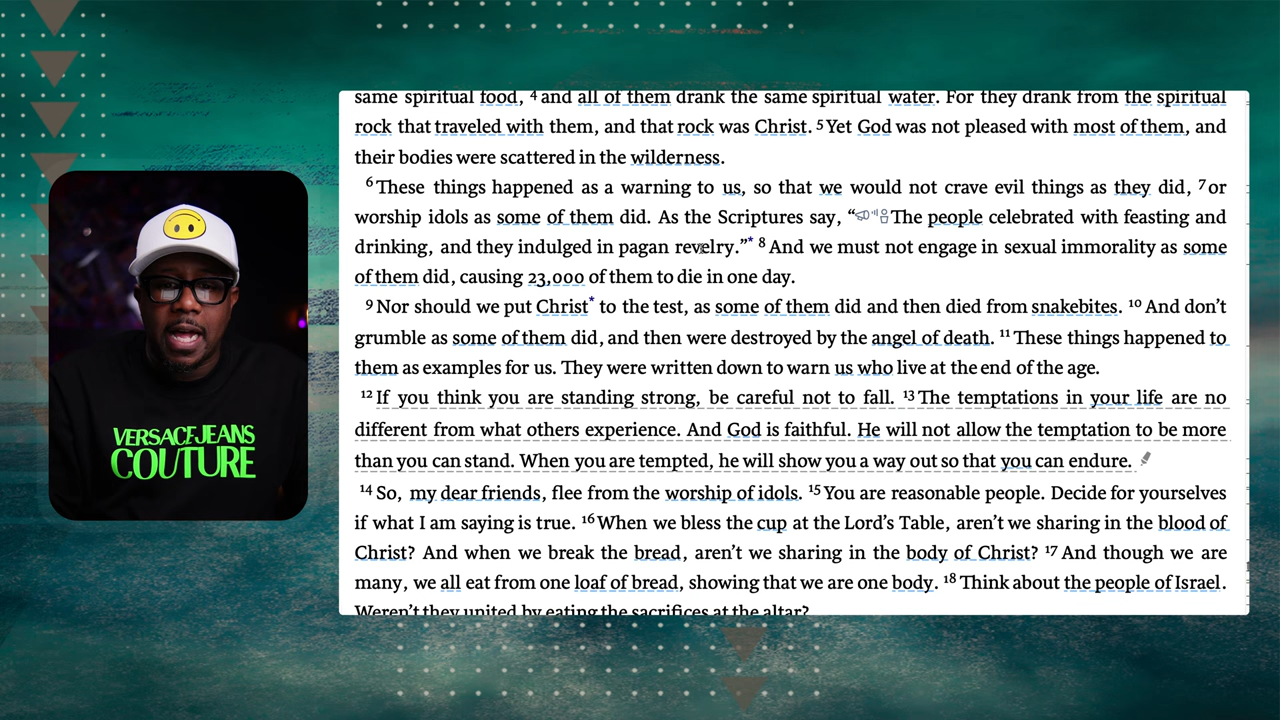 VERSACE JEANS
COUTURE
same spiritual food, 4 and all of them drank the same spiritual water. For they drank from the spiritual
rock that traveled with them, and that rock was Christ. 5 Yet God was not pleased with most of them, and
their bodies were scattered in the wilderness.
6 These things happened as a warning to us, so that we would not crave evil things as they did, 7 or
worship idols as some of them did. As the Scriptures say, “The people celebrated with feasting and
drinking, and they indulged in pagan revelry.”* 8 And we must not engage in sexual immorality as some
of them did, causing 23,000 of them to die in one day.
9 Nor should we put Christ* to the test, as some of them did and then died from snakebites. 10 And don’t
grumble as some of them did, and then were destroyed by the angel of death. 11 These things happened to
them as examples for us. They were written down to warn us who live at the end of the age.
12 If you think you are standing strong, be careful not to fall. 13 The temptations in your life are no
different from what others experience. And God is faithful. He will not allow the temptation to be more
than you can stand. When you are tempted, he will show you a way out so that you can endure.
14 So, my dear friends, flee from the worship of idols. 15 You are reasonable people. Decide for yourselves
if what I am saying is true. 16 When we bless the cup at the Lord’s Table, aren’t we sharing in the blood of
Christ? And when we break the bread, aren’t we sharing in the body of Christ? 17 And though we are
many, we all eat from one loaf of bread, showing that we are one body. 18 Think about the people of Israel.
Weren’t they united by eating the sacrifices at the altar?